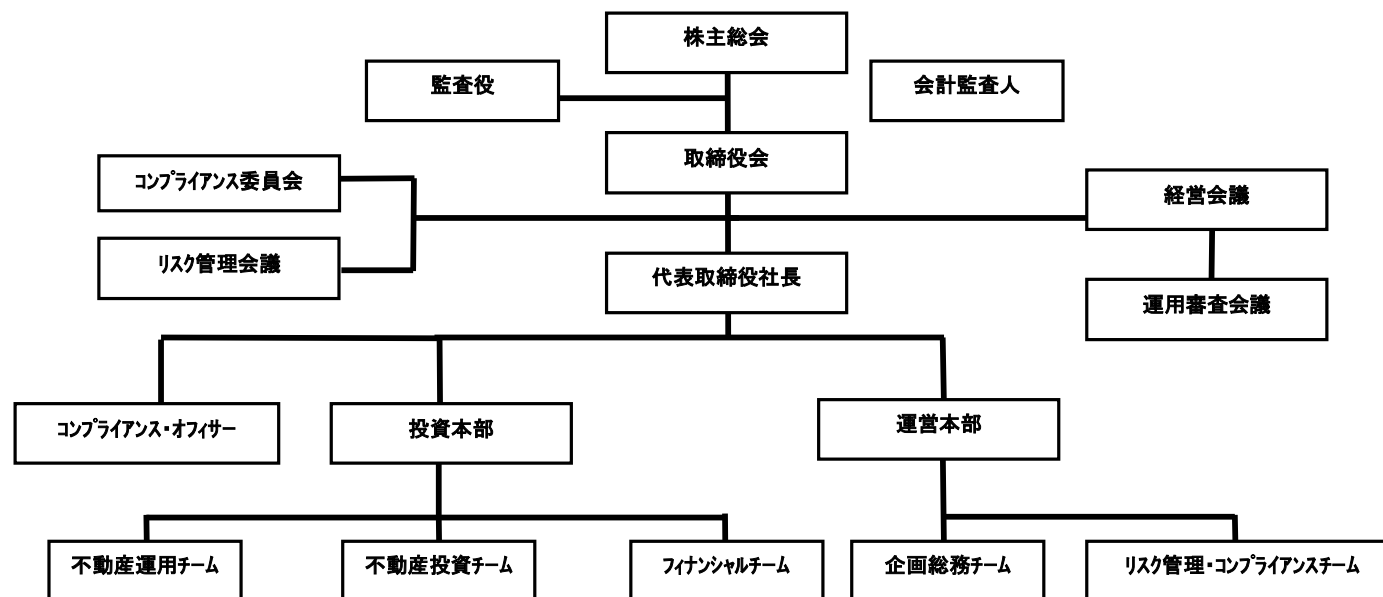 株主総会
監査役
会計監査人
取締役会
コンプライアンス委員会
経営会議
リスク管理会議
代表取締役社長
運用審査会議
コンプライアンス・オフィサー
投資本部
運営本部
不動産運用チーム
不動産投資チーム
フィナンシャルチーム
企画総務チーム
リスク管理・コンプライアンスチーム